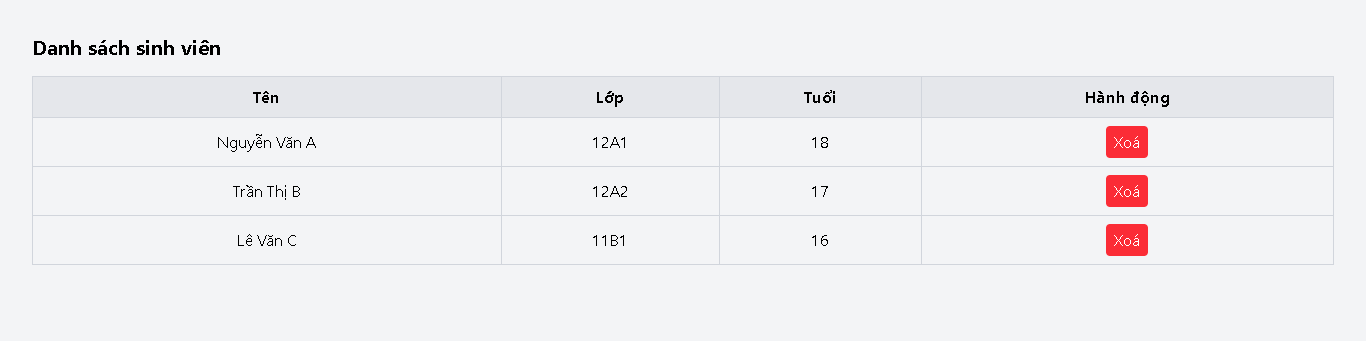 Danh sách sinh viên
Tên Lớp Tuổi Hành động
Nguyễn Văn A 12A1 18 Xoá
Trần Thị B 12A2 17 Xoá
Lê Văn C 11B1 16 Xoá